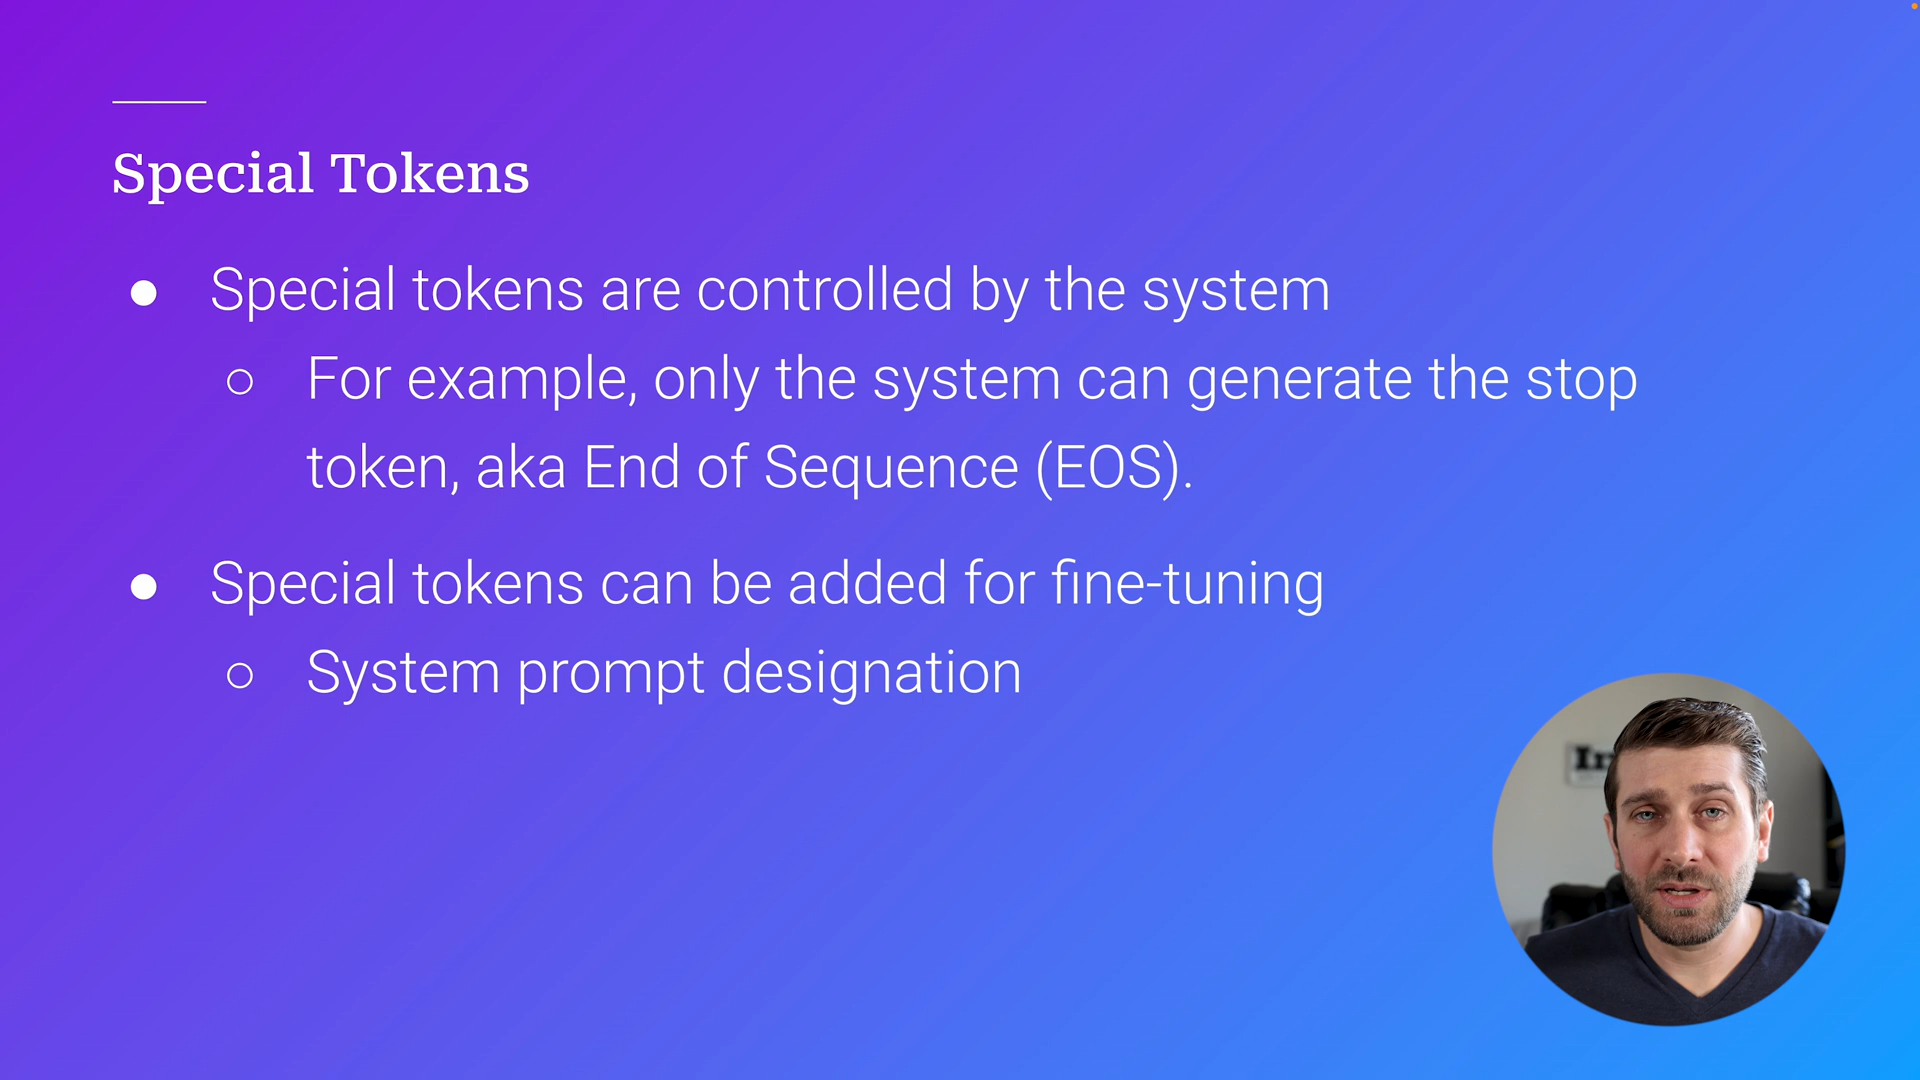 Special Tokens
● Special tokens are controlled by the system
○ For example, only the system can generate the stop
token, aka End of Sequence (EOS).
● Special tokens can be added for fine-tuning
○ System prompt designation